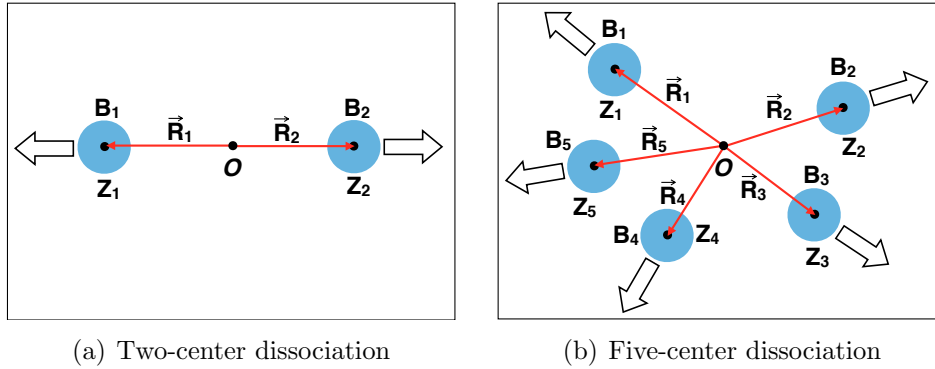 B₁
B₂
R⃗₁
R⃗₂
O
Z₁
Z₂
(a) Two-center dissociation
B₁
B₂
R⃗₁
R⃗₂
Z₁
Z₂
B₅
R⃗₅
O
B₃
R⃗₃
Z₅
R⃗₄
B₄
Z₄
Z₃
(b) Five-center dissociation